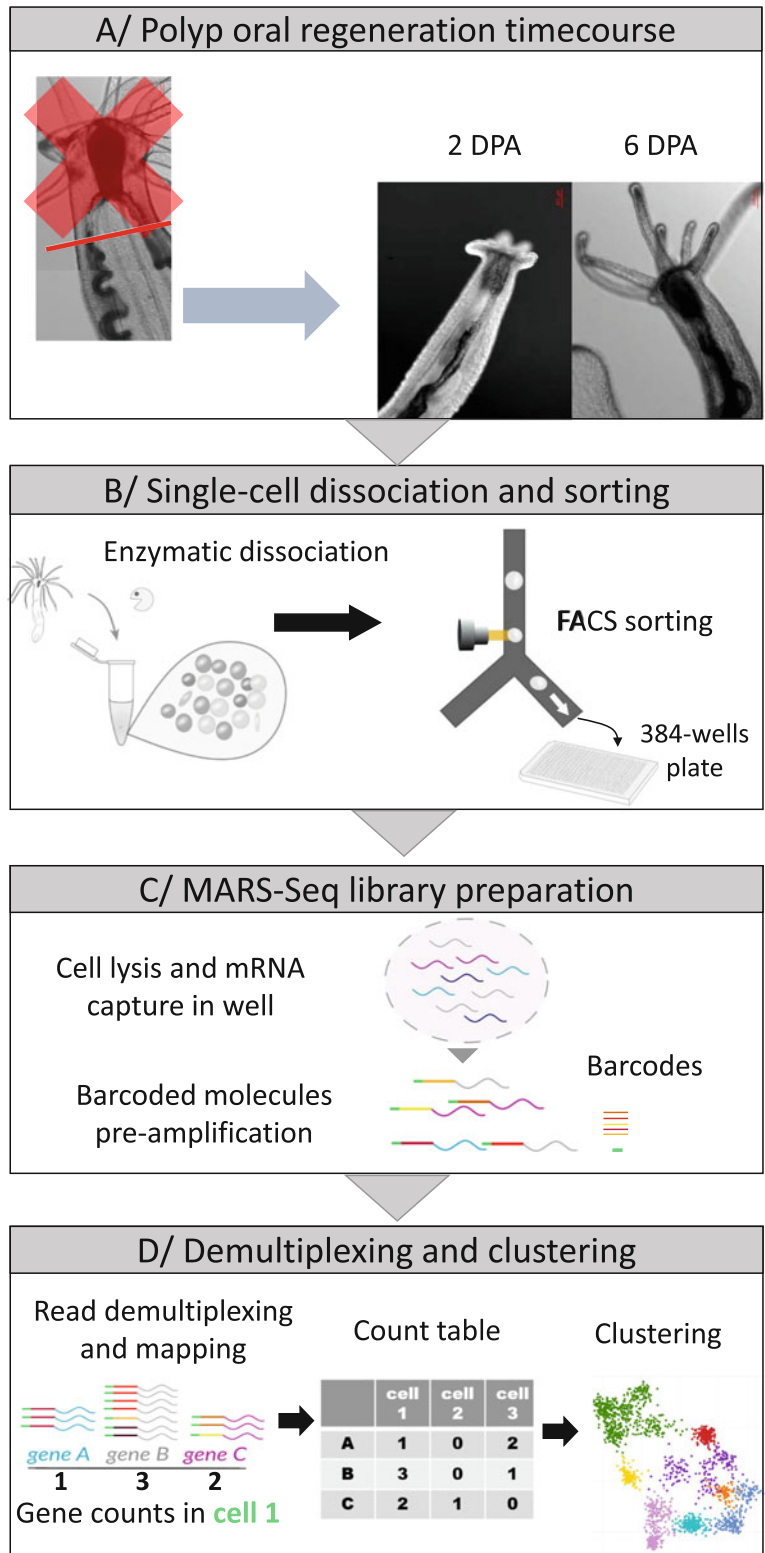 A/ Polyp oral regeneration timecourse
2 DPA 6 DPA
B/ Single-cell dissociation and sorting
Enzymatic dissociation
FACS sorting
384-wells
plate
C/ MARS-Seq library preparation
Cell lysis and mRNA
capture in well
Barcoded molecules
pre-amplification
Barcodes
D/ Demultiplexing and clustering
Read demultiplexing
and mapping
gene A gene B gene C
1 3 2
Gene counts in cell 1
Count table
cell 1 cell 2 cell 3
A 1 0 2
B 3 0 1
C 2 1 0
Clustering